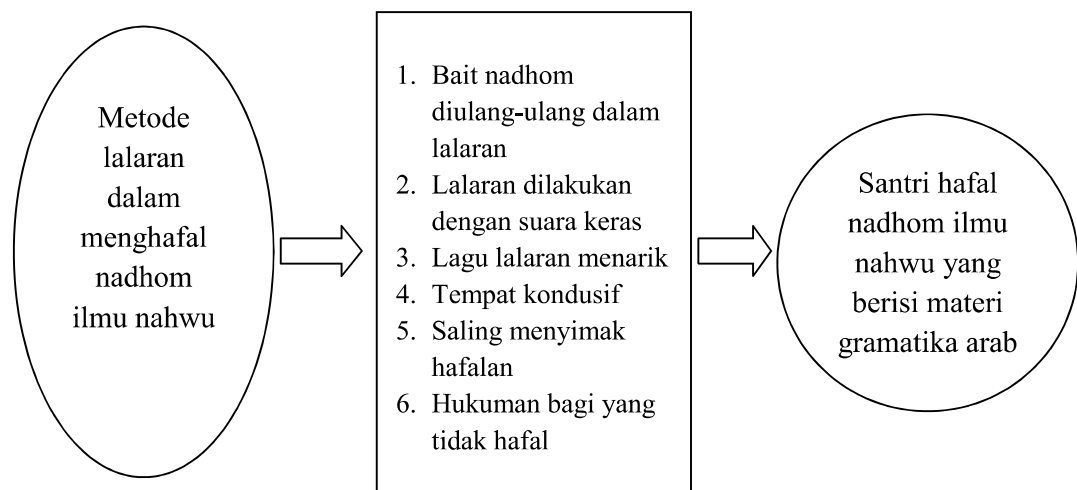 Metode
lalaran
dalam
menghafal
nadhom
ilmu nahwu
1. Bait nadhom
diulang-ulang dalam
lalaran
2. Lalaran dilakukan
dengan suara keras
3. Lagu lalaran menarik
4. Tempat kondusif
5. Saling menyimak
hafalan
6. Hukuman bagi yang
tidak hafal
Santri hafal
nadhom ilmu
nahwu yang
berisi materi
gramatika arab